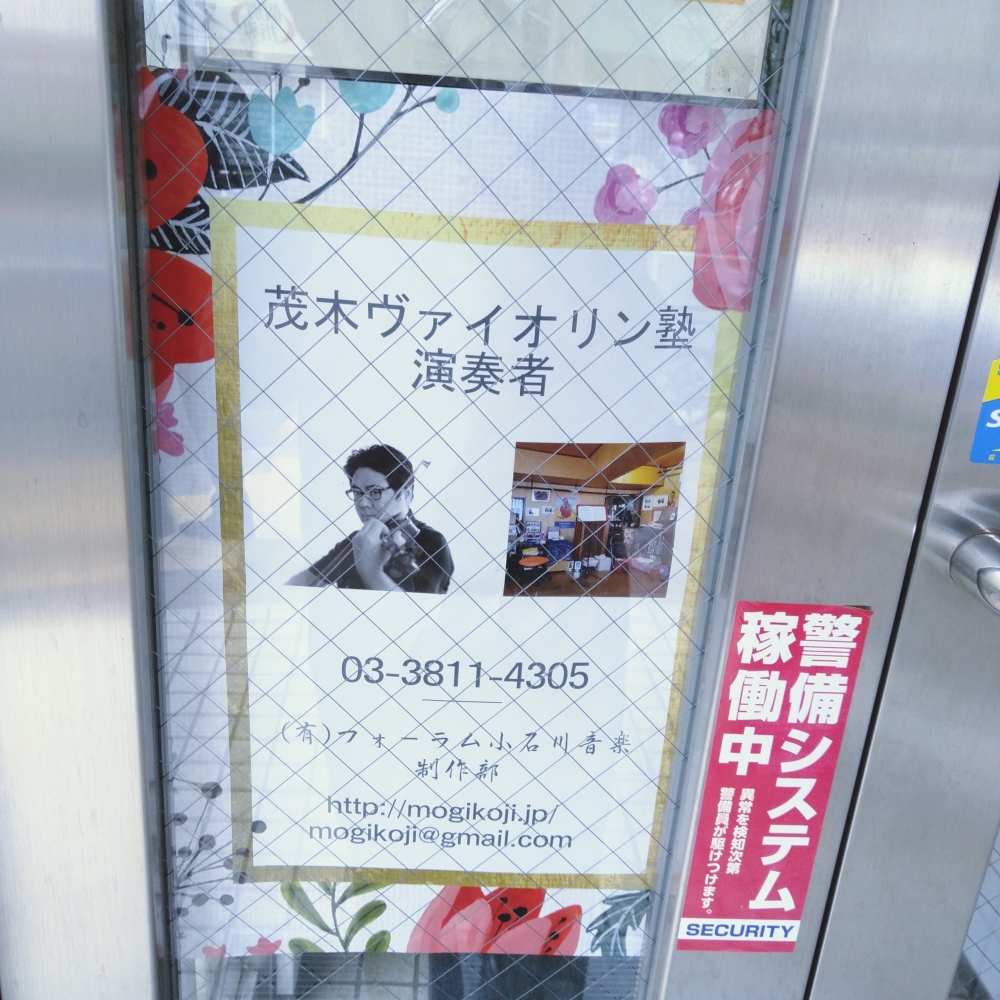 茂木ヴァイオリン塾
演奏者
03-3811-4305
(有)フォーラム小石川音楽
制作部
http://mogikoji.jp/
mogikoji@gmail.com
警備システム
稼働中
異常を検知次第
警備員が駆けつけます。
SECURITY